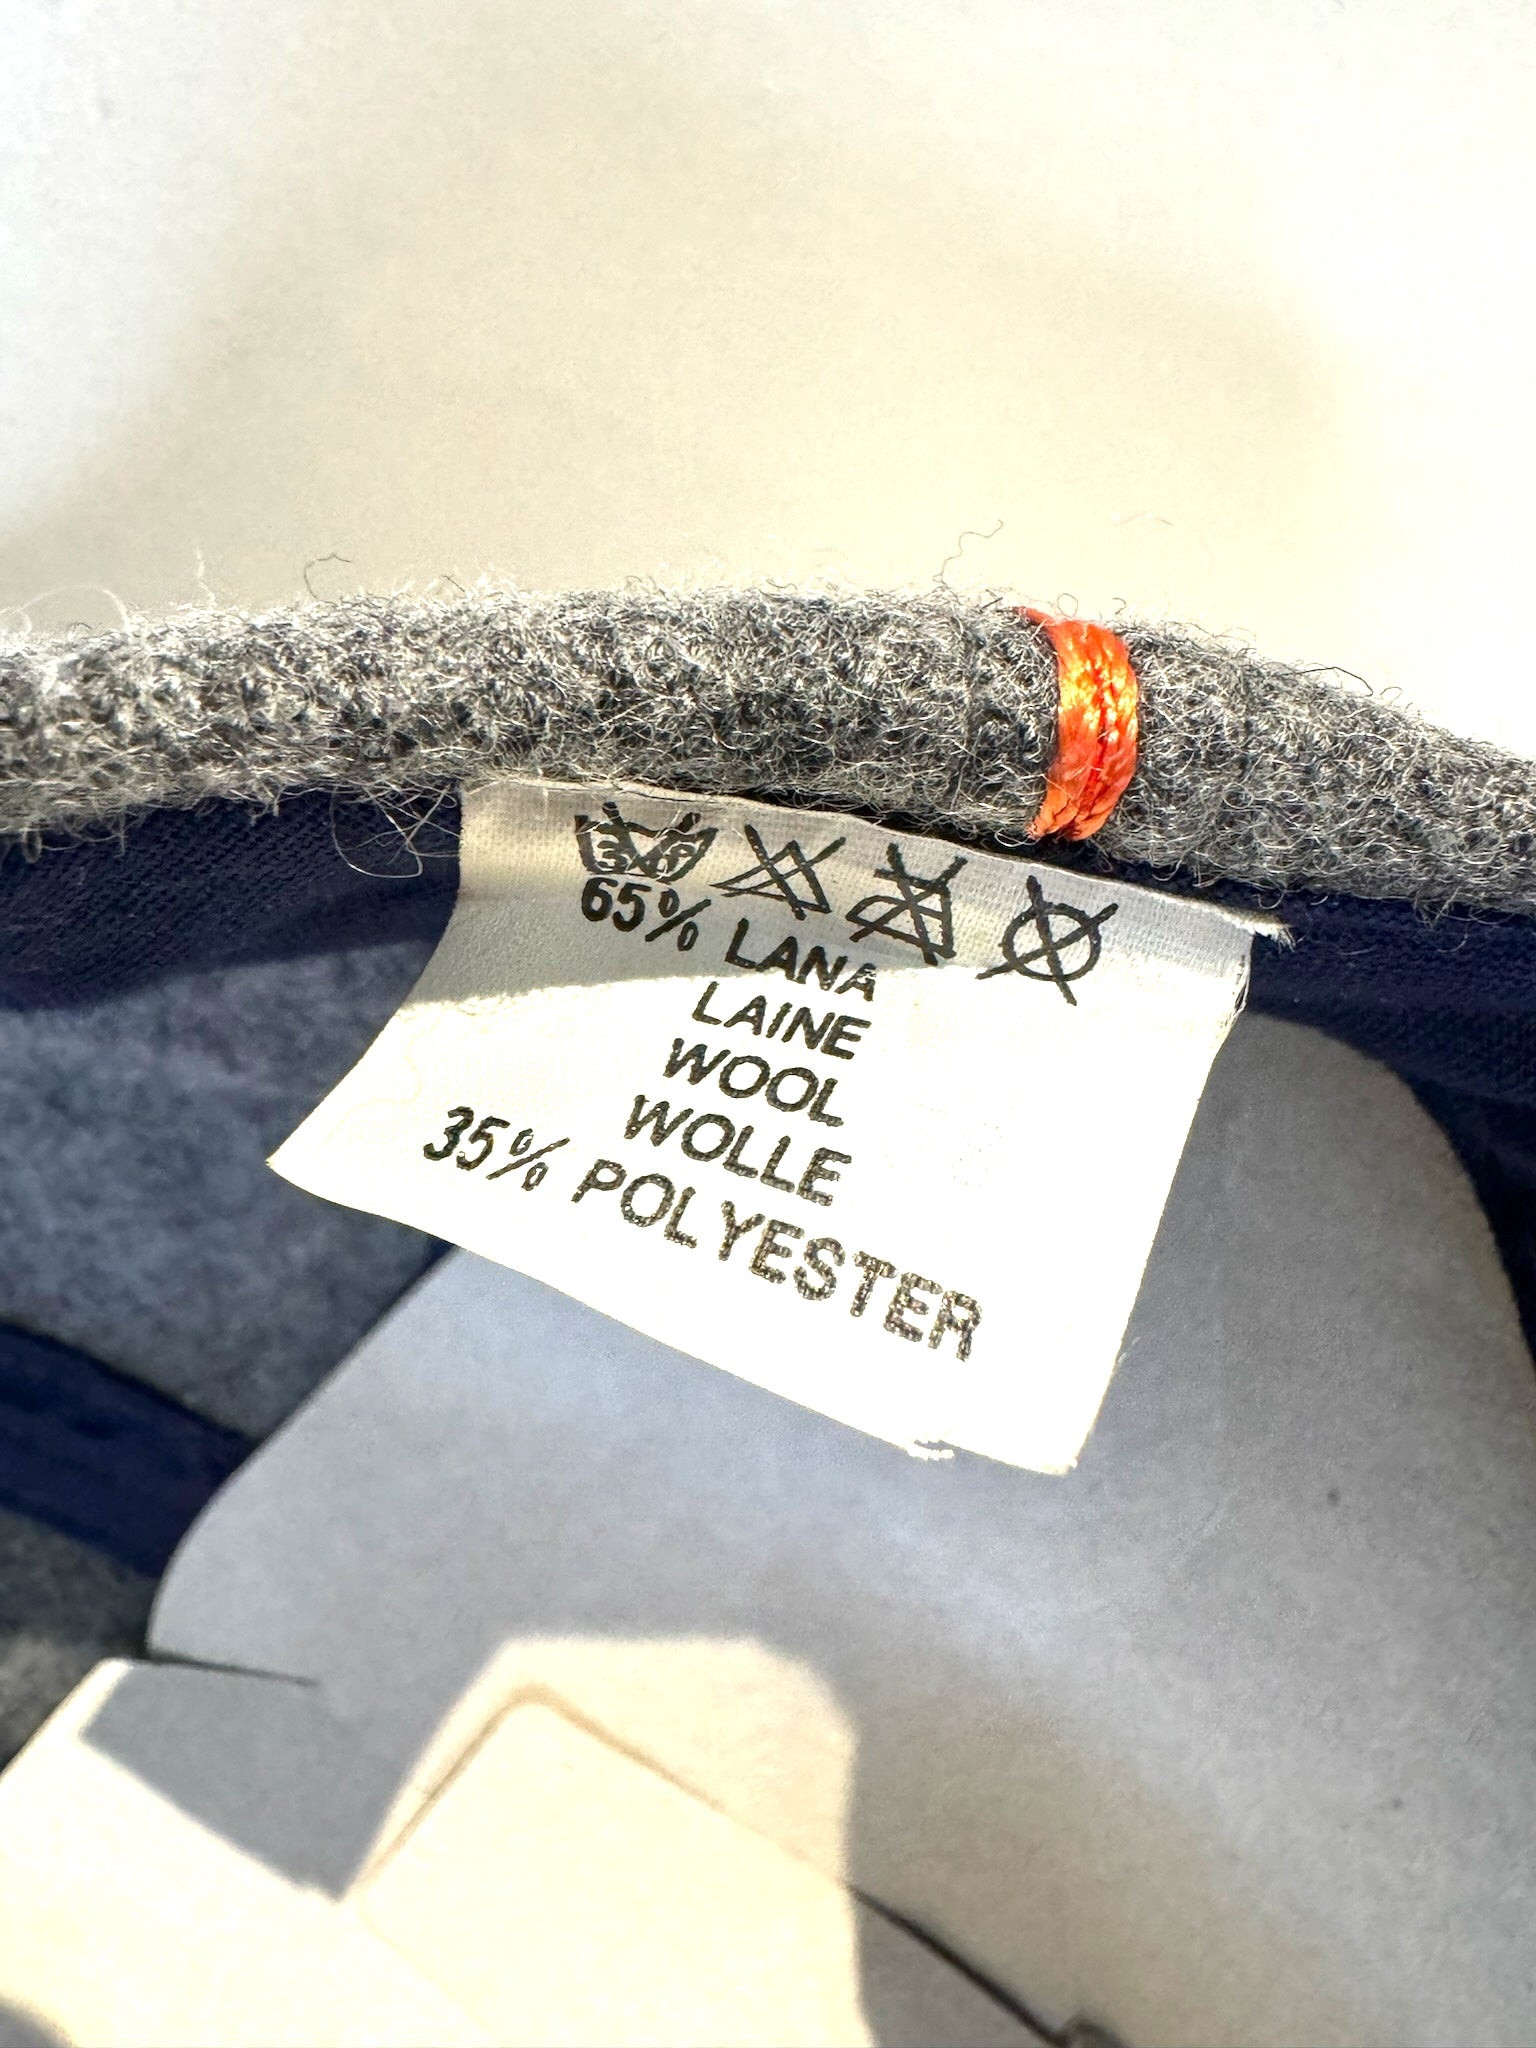 65% LANA
LAINE
WOOL
WOLLE
35% POLYESTER